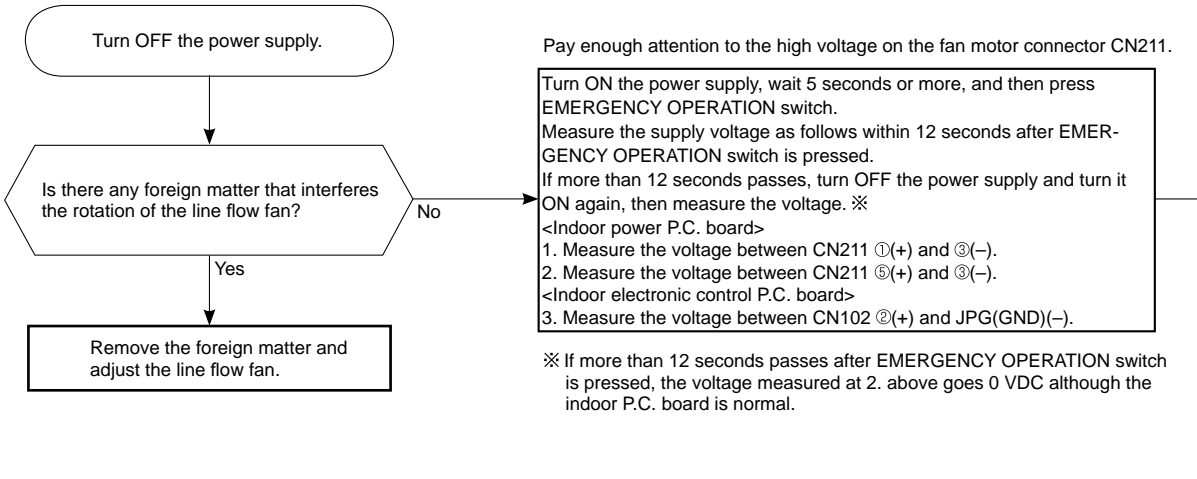 Turn OFF the power supply.
Is there any foreign matter that interferes
the rotation of the line flow fan?
No
Yes
Remove the foreign matter and
adjust the line flow fan.
Pay enough attention to the high voltage on the fan motor connector CN211.
Turn ON the power supply, wait 5 seconds or more, and then press
EMERGENCY OPERATION switch.
Measure the supply voltage as follows within 12 seconds after EMER-
GENCY OPERATION switch is pressed.
If more than 12 seconds passes, turn OFF the power supply and turn it
ON again, then measure the voltage. ※
<Indoor power P.C. board>
1. Measure the voltage between CN211 ①(+) and ③(–).
2. Measure the voltage between CN211 ⑤(+) and ③(–).
<Indoor electronic control P.C. board>
3. Measure the voltage between CN102 ②(+) and JPG(GND)(–).
※ If more than 12 seconds passes after EMERGENCY OPERATION switch
is pressed, the voltage measured at 2. above goes 0 VDC although the
indoor P.C. board is normal.